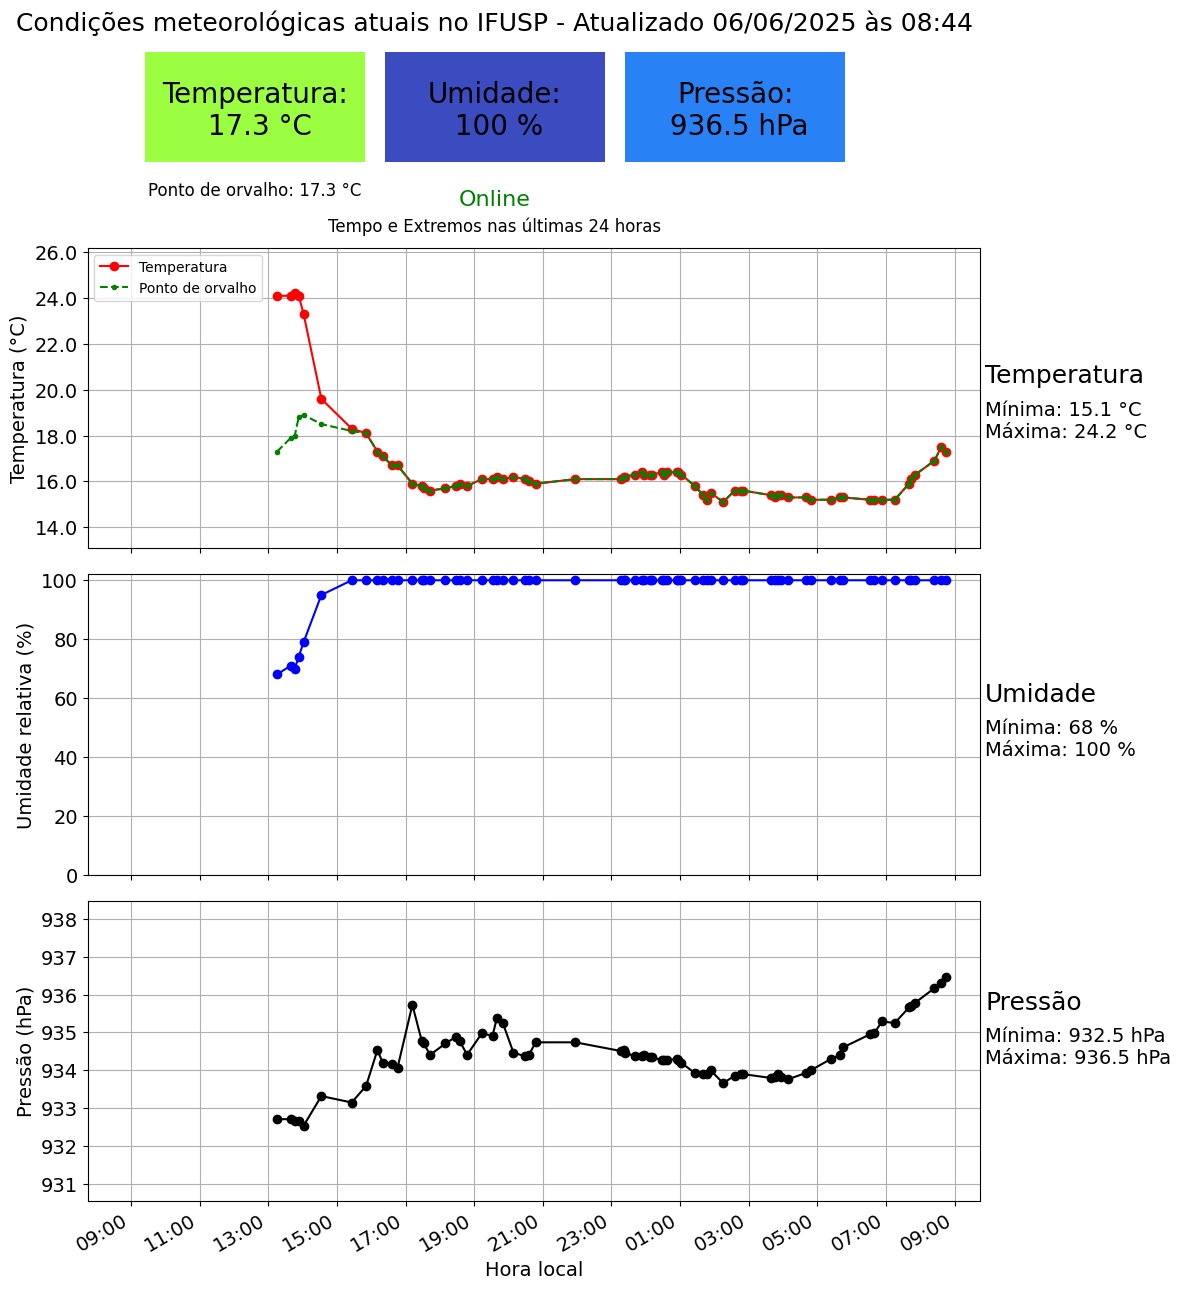 Condições meteorológicas atuais no IFUSP - Atualizado 06/06/2025 às 08:44
Temperatura:
17.3 °C
Umidade:
100 %
Pressão:
936.5 hPa
Ponto de orvalho: 17.3 °C
Online
Tempo e Extremos nas últimas 24 horas
Temperatura (°C)
26.0
24.0
22.0
20.0
18.0
16.0
14.0
Temperatura
Ponto de orvalho
Temperatura
Mínima: 15.1 °C
Máxima: 24.2 °C
Umidade relativa (%)
100
80
60
40
20
0
Umidade
Mínima: 68 %
Máxima: 100 %
Pressão (hPa)
938
937
936
935
934
933
932
931
Pressão
Mínima: 932.5 hPa
Máxima: 936.5 hPa
09:00
11:00
13:00
15:00
17:00
19:00
21:00
23:00
01:00
03:00
05:00
07:00
09:00
Hora local